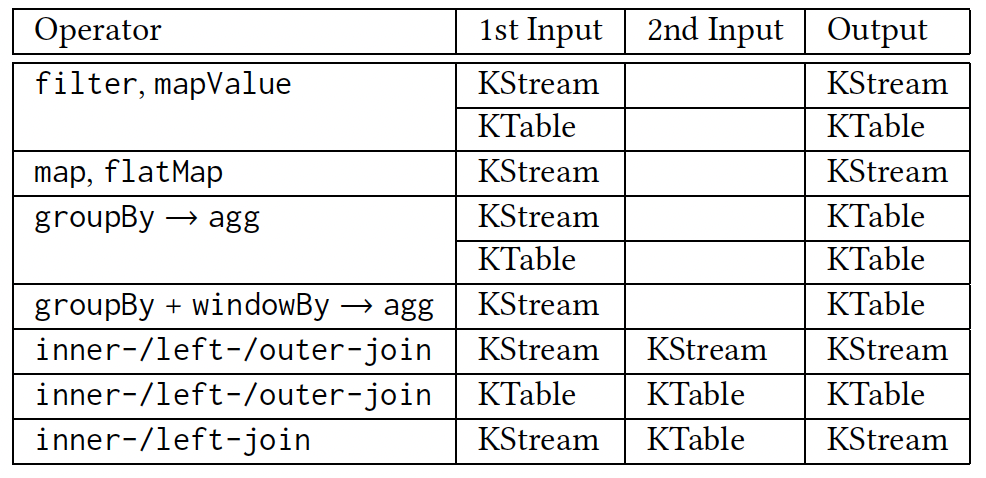 Operator 1st Input 2nd Input Output
filter, mapValue KStream KStream
KTable KTable
map, flatMap KStream KStream
groupBy → agg KStream KTable
KTable KTable
groupBy + windowBy → agg KStream KTable
inner-/left-/outer-join KStream KStream KStream
inner-/left-/outer-join KTable KTable KTable
inner-/left-join KStream KTable KStream